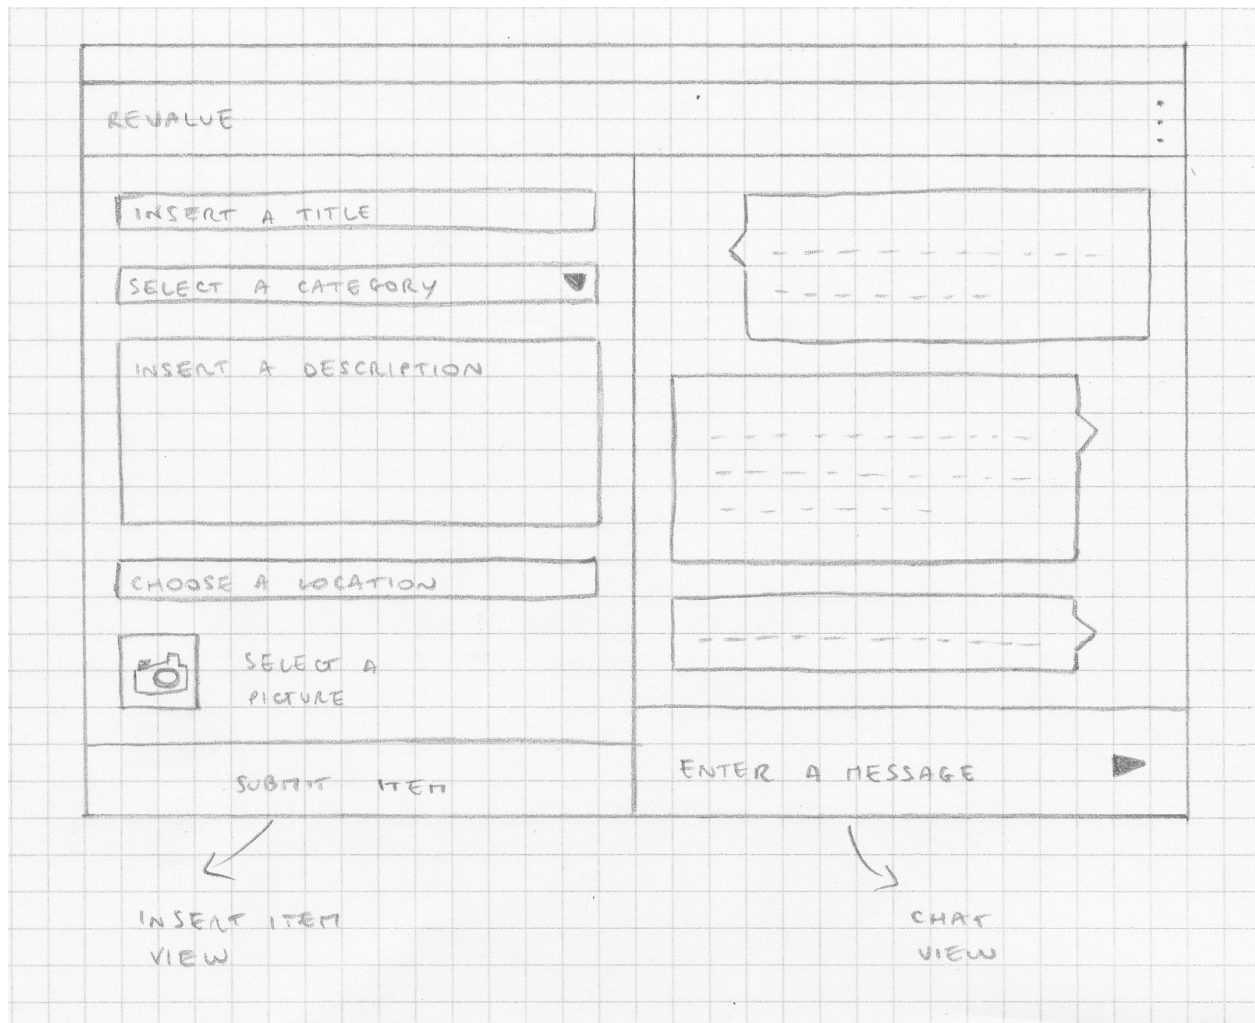 REVALUE
INSERT A TITLE
SELECT A CATEGORY
INSERT A DESCRIPTION
CHOOSE A LOCATION
SELECT A
PICTURE
SUBMIT ITEM
ENTER A MESSAGE
INSERT ITEM
VIEW
CHAT
VIEW